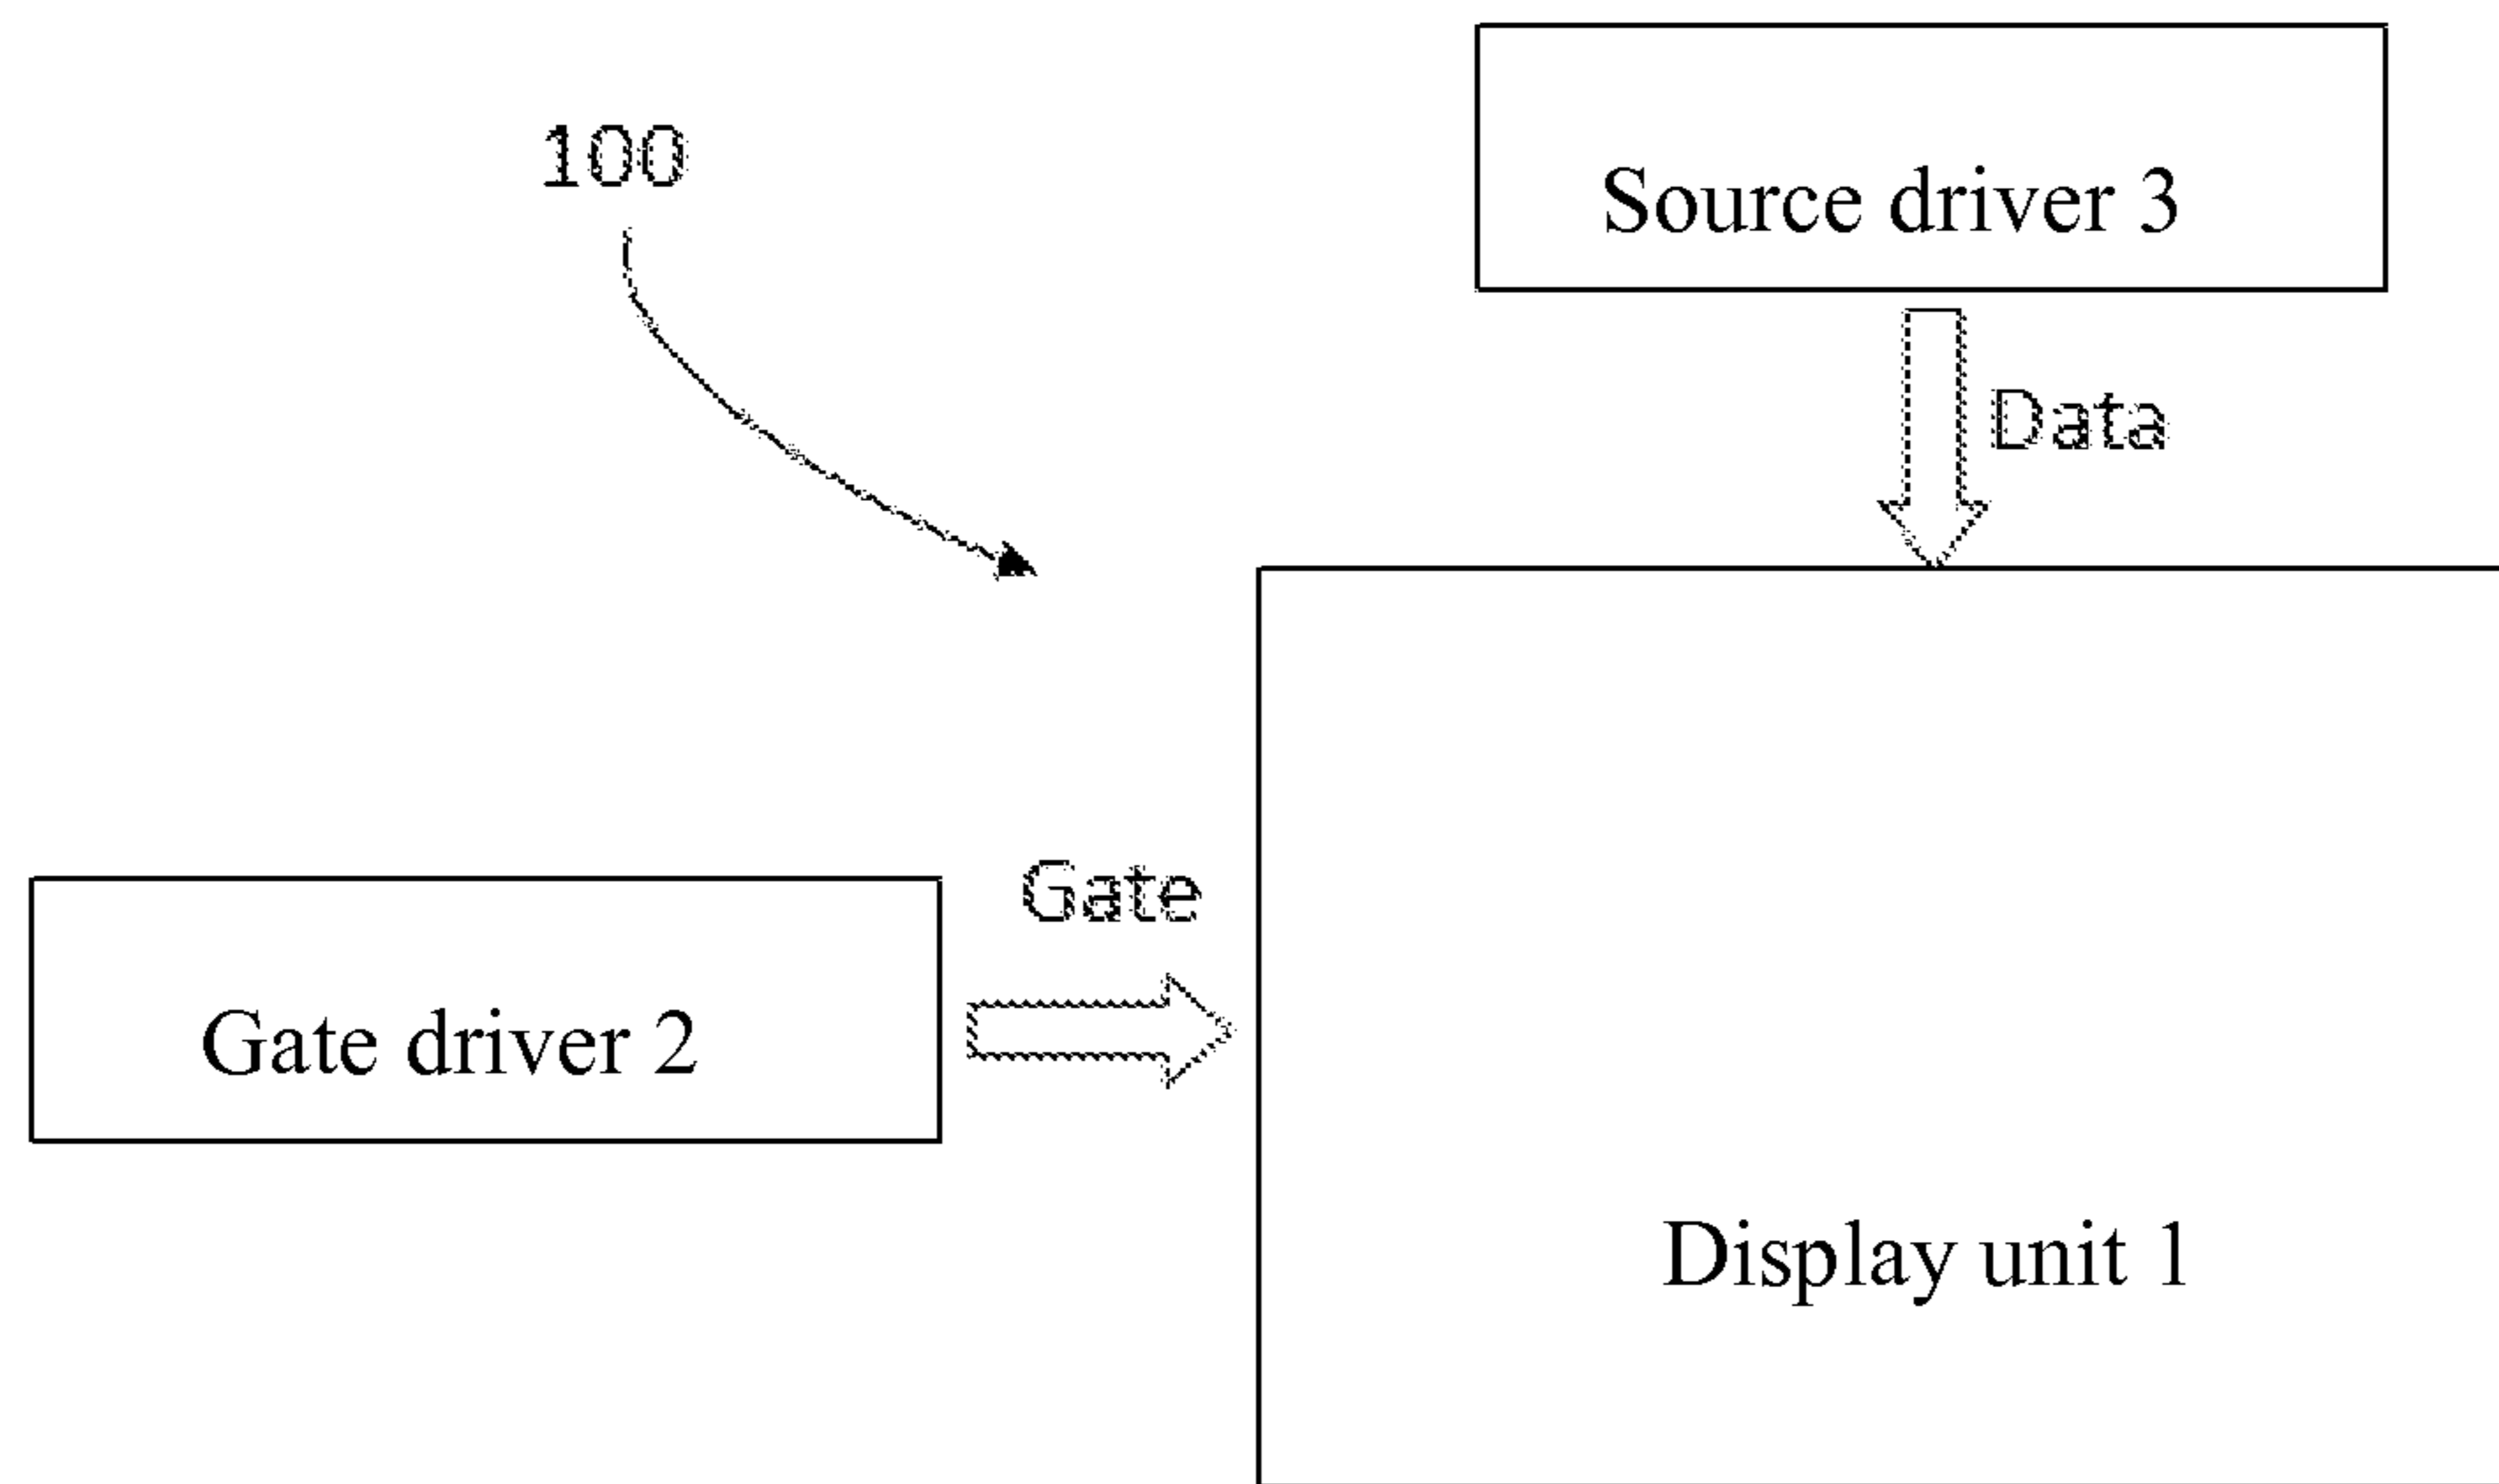 100
Source driver 3
Data
Gate
Gate driver 2
Display unit 1